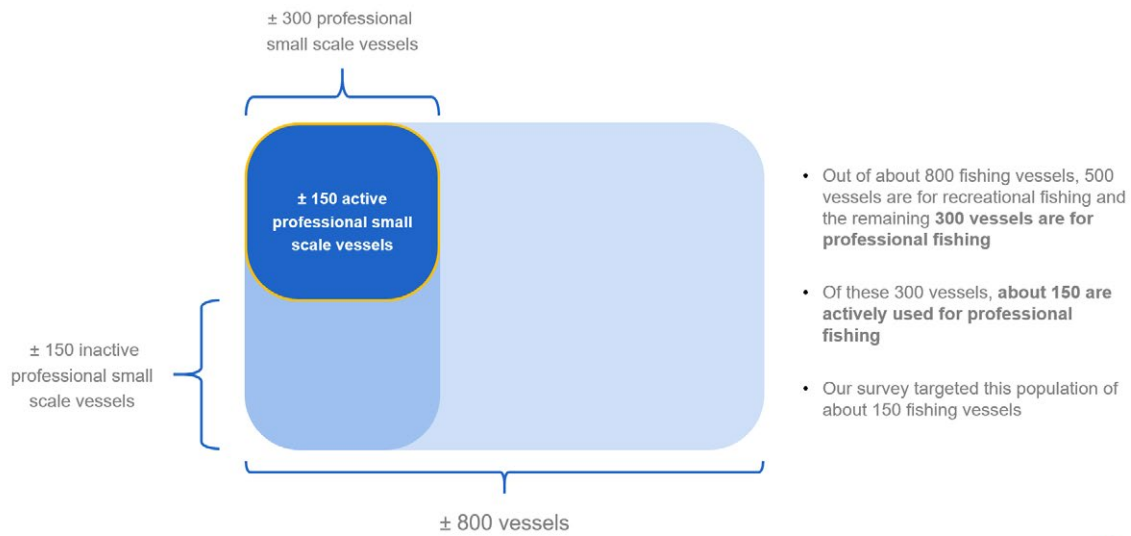 ± 300 professional
small scale vessels
± 150 active
professional small
scale vessels
± 150 inactive
professional small
scale vessels
± 800 vessels
• Out of about 800 fishing vessels, 500
vessels are for recreational fishing and
the remaining 300 vessels are for
professional fishing
• Of these 300 vessels, about 150 are
actively used for professional
fishing
• Our survey targeted this population of
about 150 fishing vessels